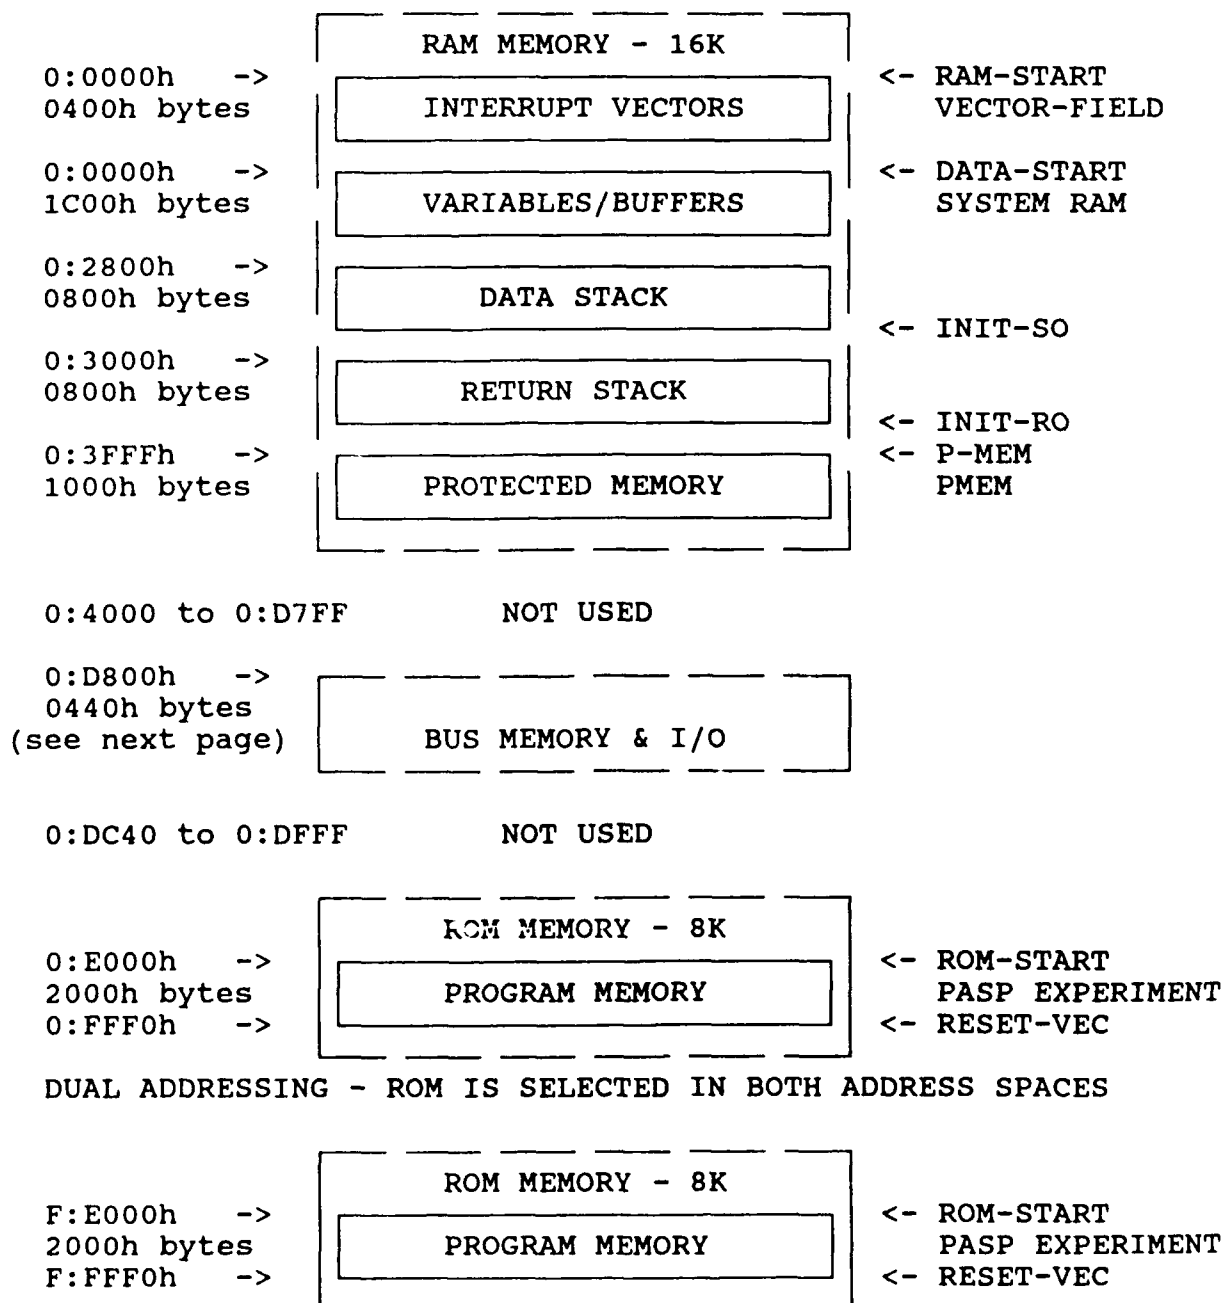 RAM MEMORY - 16K
0:0000h -> <- RAM-START
0400h bytes INTERRUPT VECTORS VECTOR-FIELD
0:0000h -> <- DATA-START
1C00h bytes VARIABLES/BUFFERS SYSTEM RAM
0:2800h ->
0800h bytes DATA STACK
<- INIT-SO
0:3000h ->
0800h bytes RETURN STACK
<- INIT-RO
0:3FFFh -> <- P-MEM
1000h bytes PROTECTED MEMORY PMEM
0:4000 to 0:D7FF NOT USED
0:D800h ->
0440h bytes
(see next page) BUS MEMORY & I/O
0:DC40 to 0:DFFF NOT USED
ROM MEMORY - 8K
0:E000h -> <- ROM-START
2000h bytes PROGRAM MEMORY PASP EXPERIMENT
0:FFF0h -> <- RESET-VEC
DUAL ADDRESSING - ROM IS SELECTED IN BOTH ADDRESS SPACES
ROM MEMORY - 8K
F:E000h -> <- ROM-START
2000h bytes PROGRAM MEMORY PASP EXPERIMENT
F:FFF0h -> <- RESET-VEC